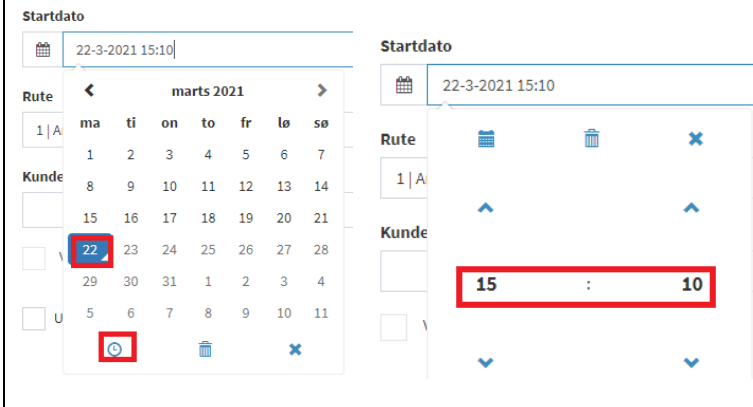 Startdato
22-3-2021 15:10
Rute
marts 2021
1 | A
ma ti on to fr lø sø
1 2 3 4 5 6 7
Kunde
8 9 10 11 12 13 14
15 16 17 18 19 20 21
22 23 24 25 26 27 28
V
29 30 31 1 2 3 4
U
5 6 7 8 9 10 11
Startdato
22-3-2021 15:10
Rute
1 | A
Kunde
15 : 10
V